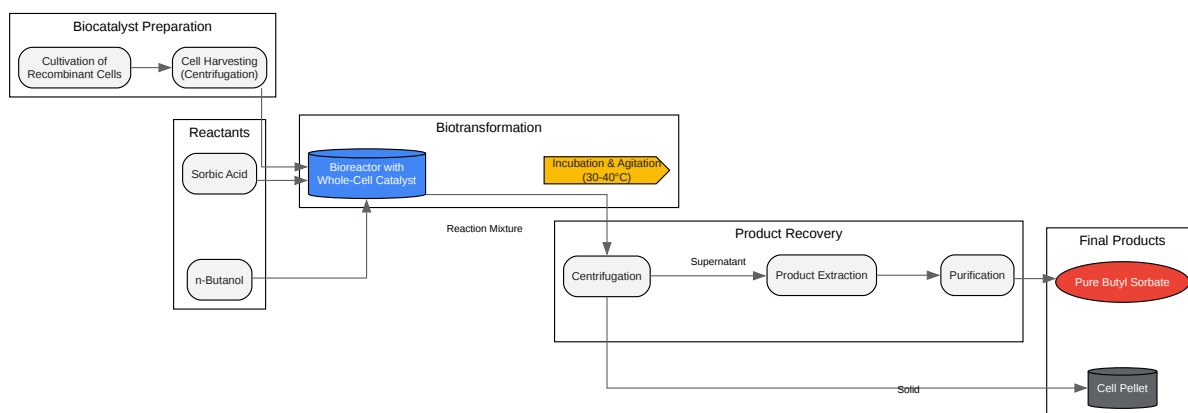 Biocatalyst Preparation
Cultivation of
Recombinant Cells
Cell Harvesting
(Centrifugation)
Reactants
Sorbic Acid
n-Butanol
Biotransformation
Bioreactor with
Whole-Cell Catalyst
Incubation & Agitation
(30-40°C)
Reaction Mixture
Product Recovery
Centrifugation
Supernatant
Product Extraction
Purification
Solid
Final Products
Pure Butyl Sorbate
Cell Pellet